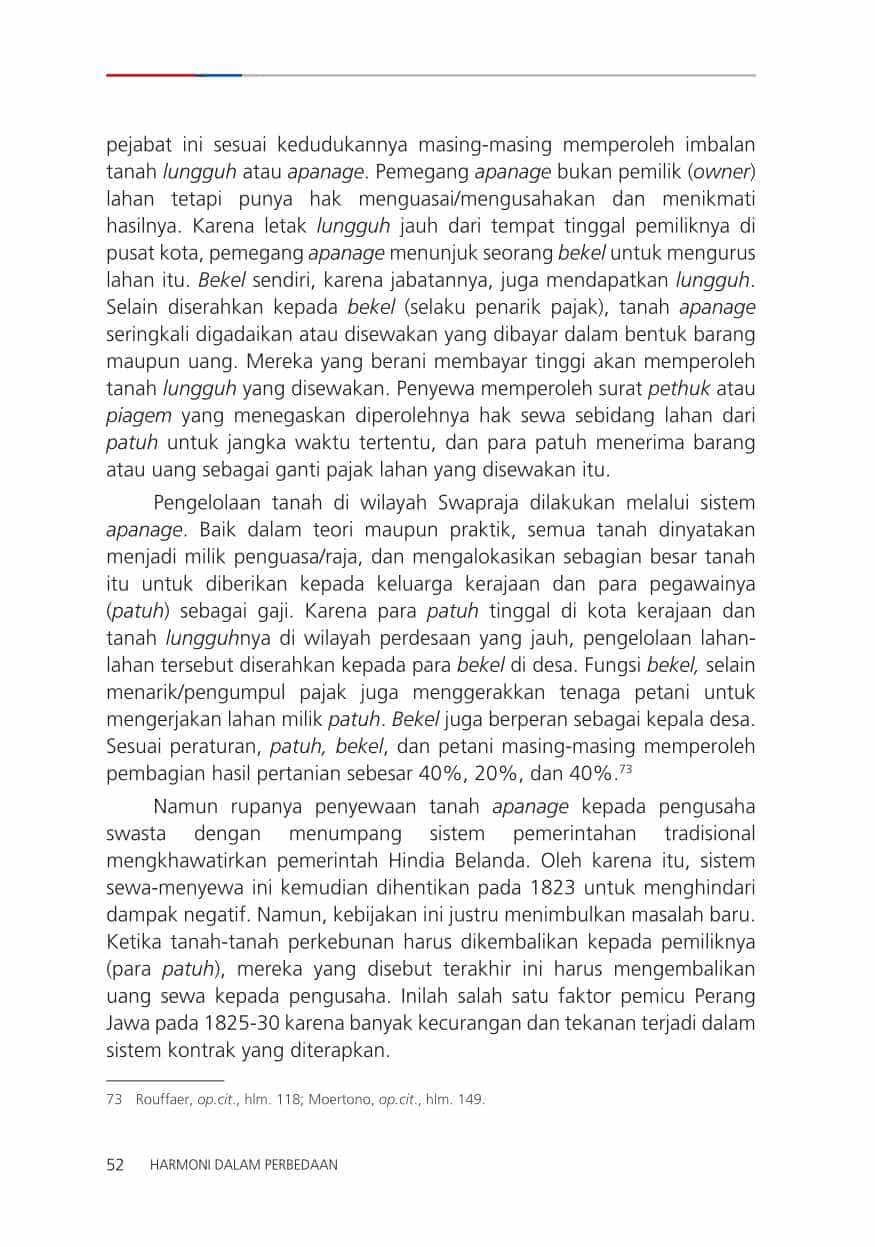 pejabat ini sesuai kedudukannya masing-masing memperoleh imbalan
tanah lungguh atau apanage. Pemegang apanage bukan pemilik (owner)
lahan tetapi punya hak menguasai/mengusahakan dan menikmati
hasilnya. Karena letak lungguh jauh dari tempat tinggal pemiliknya di
pusat kota, pemegang apanage menunjuk seorang bekel untuk mengurus
lahan itu. Bekel sendiri, karena jabatannya, juga mendapatkan lungguh.
Selain diserahkan kepada bekel (selaku penarik pajak), tanah apanage
seringkali digadaikan atau disewakan yang dibayar dalam bentuk barang
maupun uang. Mereka yang berani membayar tinggi akan memperoleh
tanah lungguh yang disewakan. Penyewa memperoleh surat pethuk atau
piagem yang menegaskan diperolehnya hak sewa sebidang lahan dari
patuh untuk jangka waktu tertentu, dan para patuh menerima barang
atau uang sebagai ganti pajak lahan yang disewakan itu.
Pengelolaan tanah di wilayah Swapraja dilakukan melalui sistem
apanage. Baik dalam teori maupun praktik, semua tanah dinyatakan
menjadi milik penguasa/raja, dan mengalokasikan sebagian besar tanah
itu untuk diberikan kepada keluarga kerajaan dan para pegawainya
(patuh) sebagai gaji. Karena para patuh tinggal di kota kerajaan dan
tanah lungguhnya di wilayah perdesaan yang jauh, pengelolaan lahan-
lahan tersebut diserahkan kepada para bekel di desa. Fungsi bekel, selain
menarik/pengumpul pajak juga menggerakkan tenaga petani untuk
mengerjakan lahan milik patuh. Bekel juga berperan sebagai kepala desa.
Sesuai peraturan, patuh, bekel, dan petani masing-masing memperoleh
pembagian hasil pertanian sebesar 40%, 20%, dan 40%.73
Namun rupanya penyewaan tanah apanage kepada pengusaha
swasta dengan menumpang sistem pemerintahan tradisional
mengkhawatirkan pemerintah Hindia Belanda. Oleh karena itu, sistem
sewa-menyewa ini kemudian dihentikan pada 1823 untuk menghindari
dampak negatif. Namun, kebijakan ini justru menimbulkan masalah baru.
Ketika tanah-tanah perkebunan harus dikembalikan kepada pemiliknya
(para patuh), mereka yang disebut terakhir ini harus mengembalikan
uang sewa kepada pengusaha. Inilah salah satu faktor pemicu Perang
Jawa pada 1825-30 karena banyak kecurangan dan tekanan terjadi dalam
sistem kontrak yang diterapkan.
73 Rouffaer, op.cit., hlm. 118; Moertono, op.cit., hlm. 149.
52 HARMONI DALAM PERBEDAAN